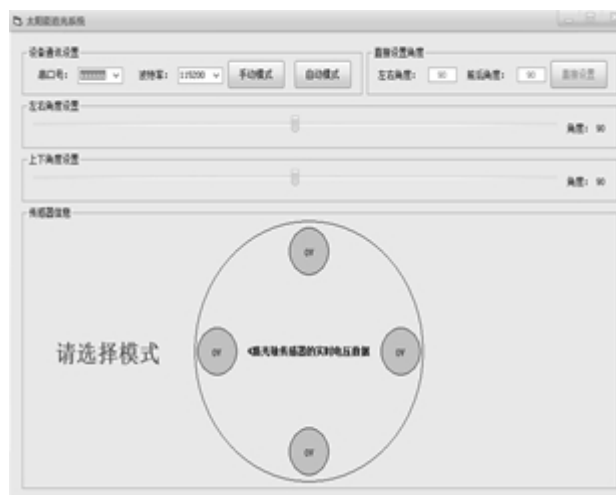 太阳能追光系统
设备通讯设置
串口号:
波特率: 115200
手动模式
自动模式
直接设置角度
左右角度: 90
前后角度: 90
直接设置
左右角度设置
角度: 90
上下角度设置
角度: 90
传感器信息
0V
请选择模式
0V
4路光敏传感器的实时电压数据
0V
0V